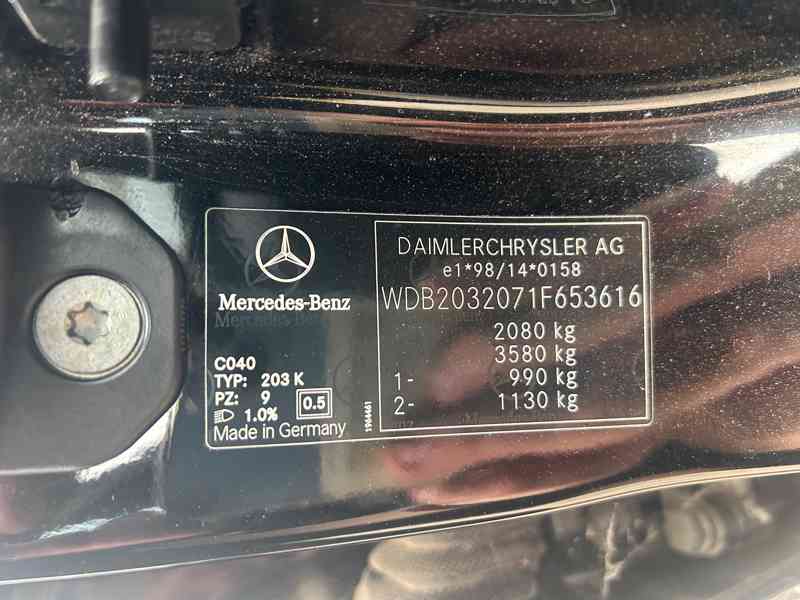 Mercedes-Benz
C040
TYP: 203 K
PZ: 9
1.0%
0.5
Made in Germany
1964461
DAIMLERCHRYSLER AG
e1*98/14*0158
WDB2032071F653616
2080 kg
3580 kg
1- 990 kg
2- 1130 kg